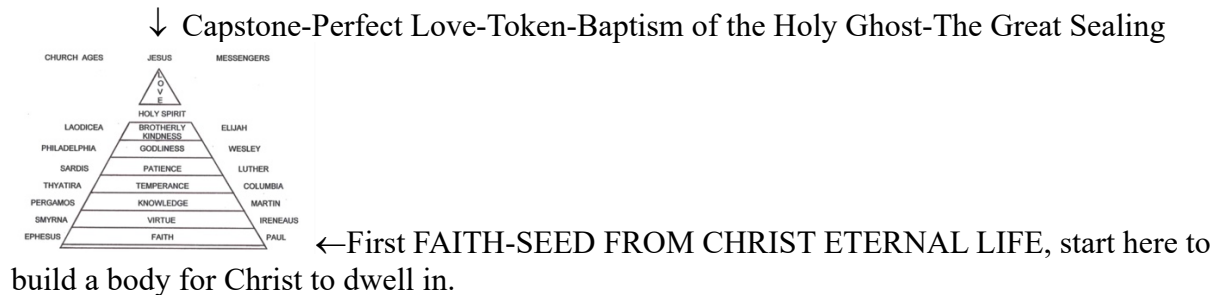 ↓ Capstone-Perfect Love-Token-Baptism of the Holy Ghost-The Great Sealing
CHURCH AGES JESUS MESSENGERS
L
O
V
E
HOLY SPIRIT
LAODICEA BROTHERLY KINDNESS ELIJAH
PHILADELPHIA GODLINESS WESLEY
SARDIS PATIENCE LUTHER
THYATIRA TEMPERANCE COLUMBIA
PERGAMOS KNOWLEDGE MARTIN
SMYRNA VIRTUE IRENEAUS
EPHESUS FAITH PAUL
←First FAITH-SEED FROM CHRIST ETERNAL LIFE, start here to
build a body for Christ to dwell in.